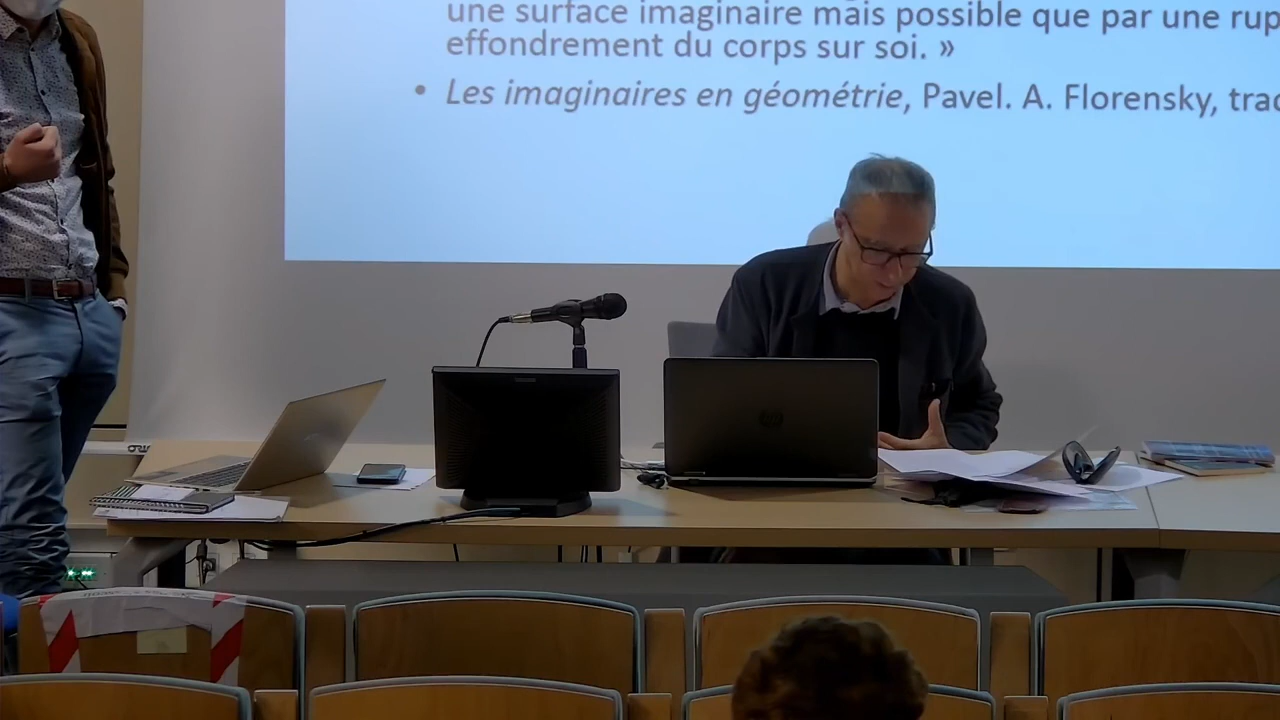 une surface imaginaire mais possible que par une rup
effondrement du corps sur soi. »
• Les imaginaires en géométrie, Pavel. A. Florensky, trad
hp